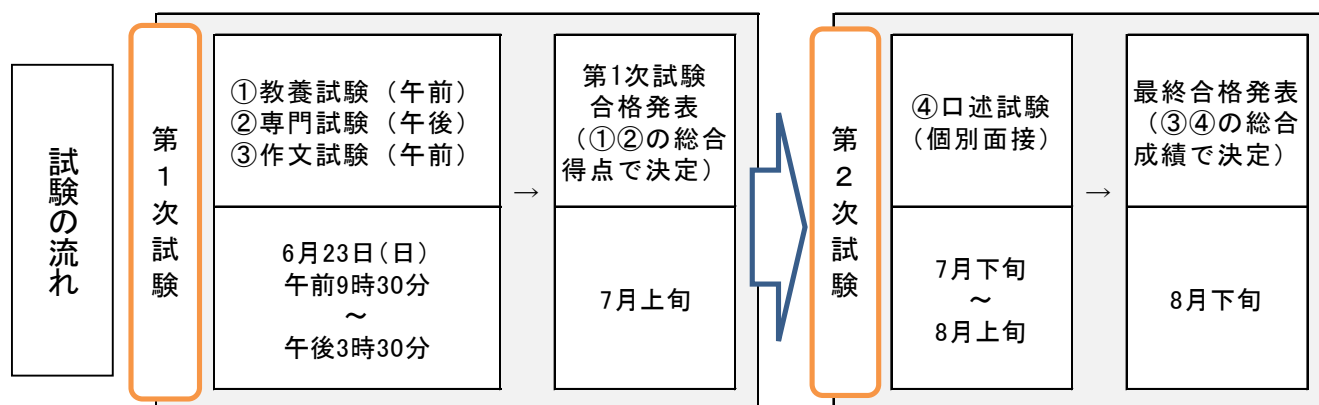 試験の流れ
第1次試験
①教養試験（午前）
②専門試験（午後）
③作文試験（午前）
6月23日（日）
午前9時30分
～
午後3時30分
→
第1次試験
合格発表
（①②の総合
得点で決定）
7月上旬
第2次試験
④口述試験
（個別面接）
7月下旬
～
8月上旬
→
最終合格発表
（③④の総合
成績で決定）
8月下旬